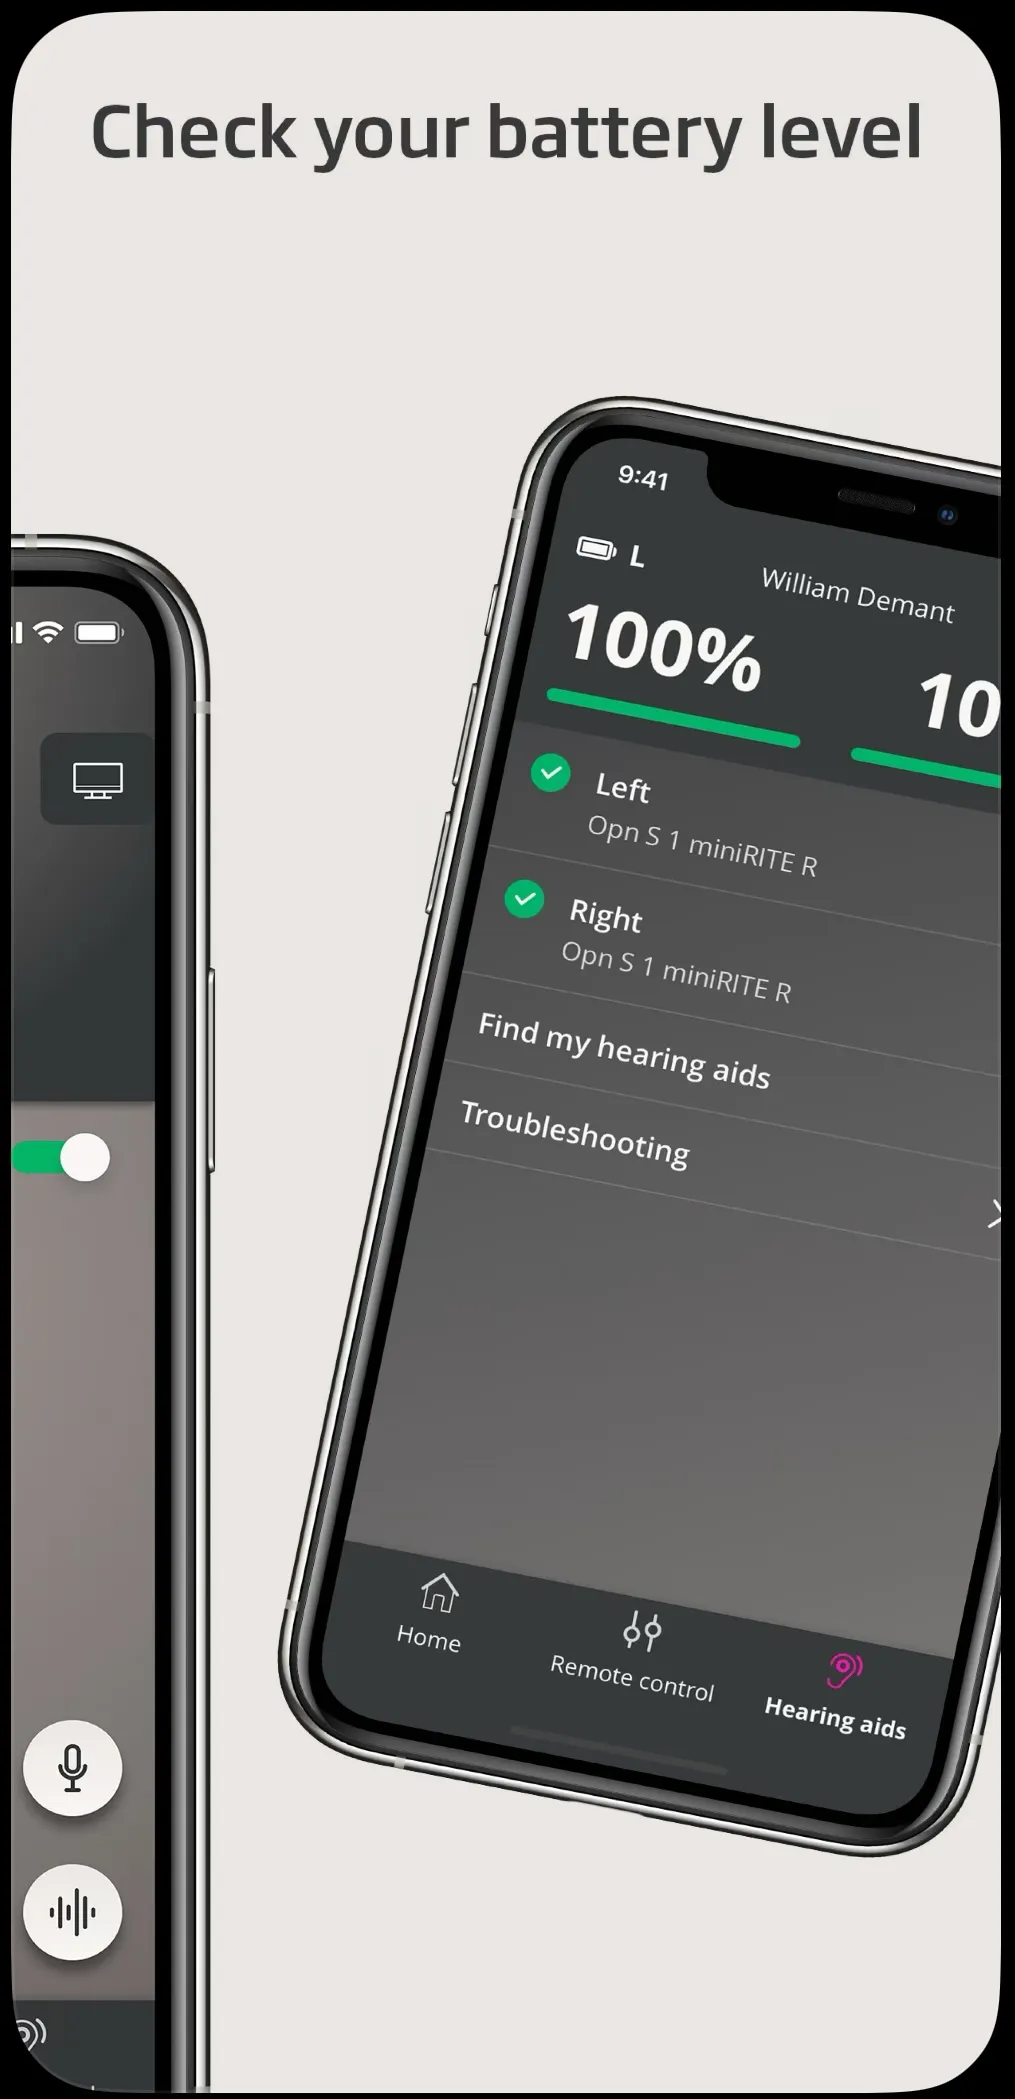 Check your battery level
9:41
L
William Demant
100%
10
Left
Opn S 1 miniRITE R
Right
Opn S 1 miniRITE R
Find my hearing aids
Troubleshooting
Home
Remote control
Hearing aids